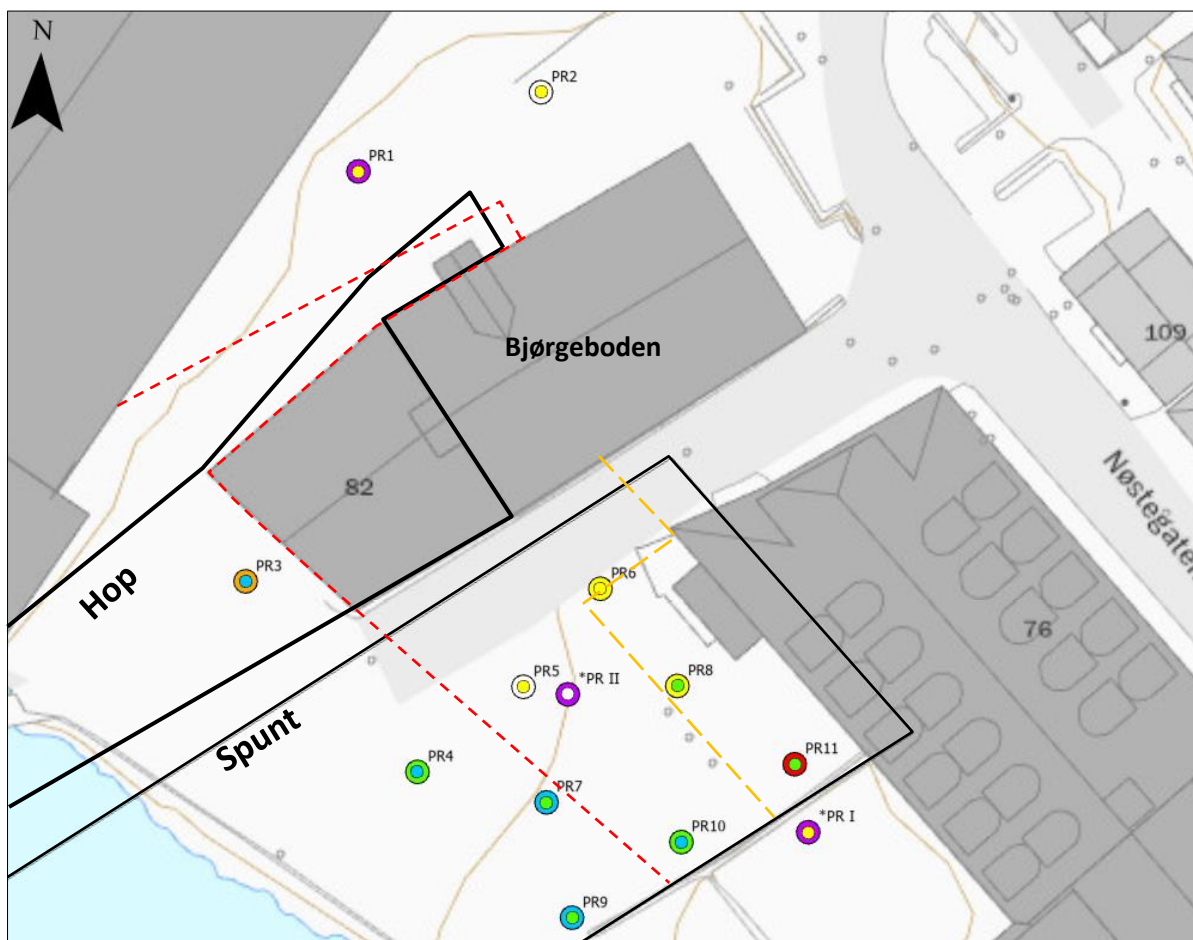 N
PR2
PR1
Bjørgeboden
109
82
Nøstegaten
Hop
PR3
PR6
76
PR5
*PR II
PR8
Spunt
PR4
PR11
PR7
*PR I
PR10
PR9